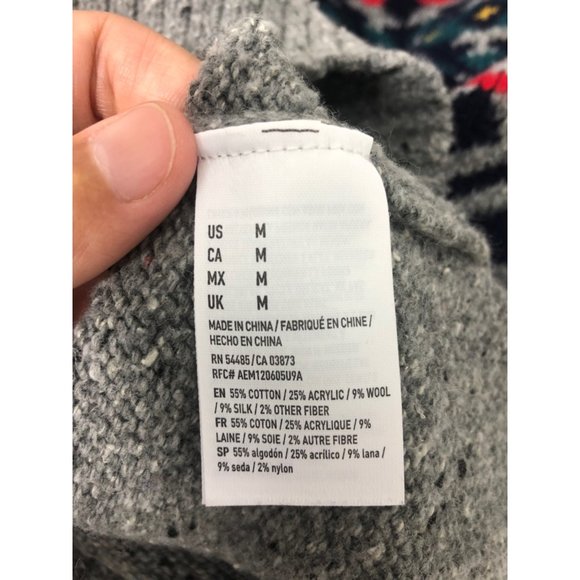 US M
CA M
MX M
UK M
MADE IN CHINA / FABRIQUÉ EN CHINE /
HECHO EN CHINA
RN 54485 / CA 03873
RFC# AEM120605U9A
EN 55% COTTON / 25% ACRYLIC / 9% WOOL
/ 9% SILK / 2% OTHER FIBER
FR 55% COTON / 25% ACRYLIQUE / 9%
LAINE / 9% SOIE / 2% AUTRE FIBRE
SP 55% algodón / 25% acrílico / 9% lana /
9% seda / 2% nylon